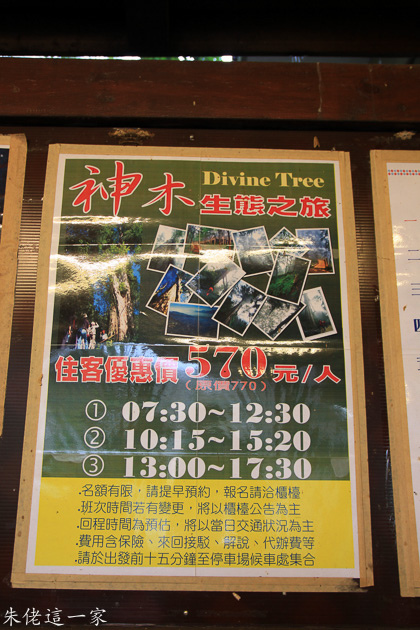 神木 Divine Tree
生態之旅
住客優惠價570元/人
(原價770)
① 07:30~12:30
② 10:15~15:20
③ 13:00~17:30
.名額有限，請提早預約，報名請洽櫃檯
.班次時間若有變更，將以櫃檯公告為主
.回程時間為預估，將以當日交通狀況為主
.費用含保險、來回接駁、解說、代辦費等
.請於出發前十五分鐘至停車場候車處集合
朱佬這一家